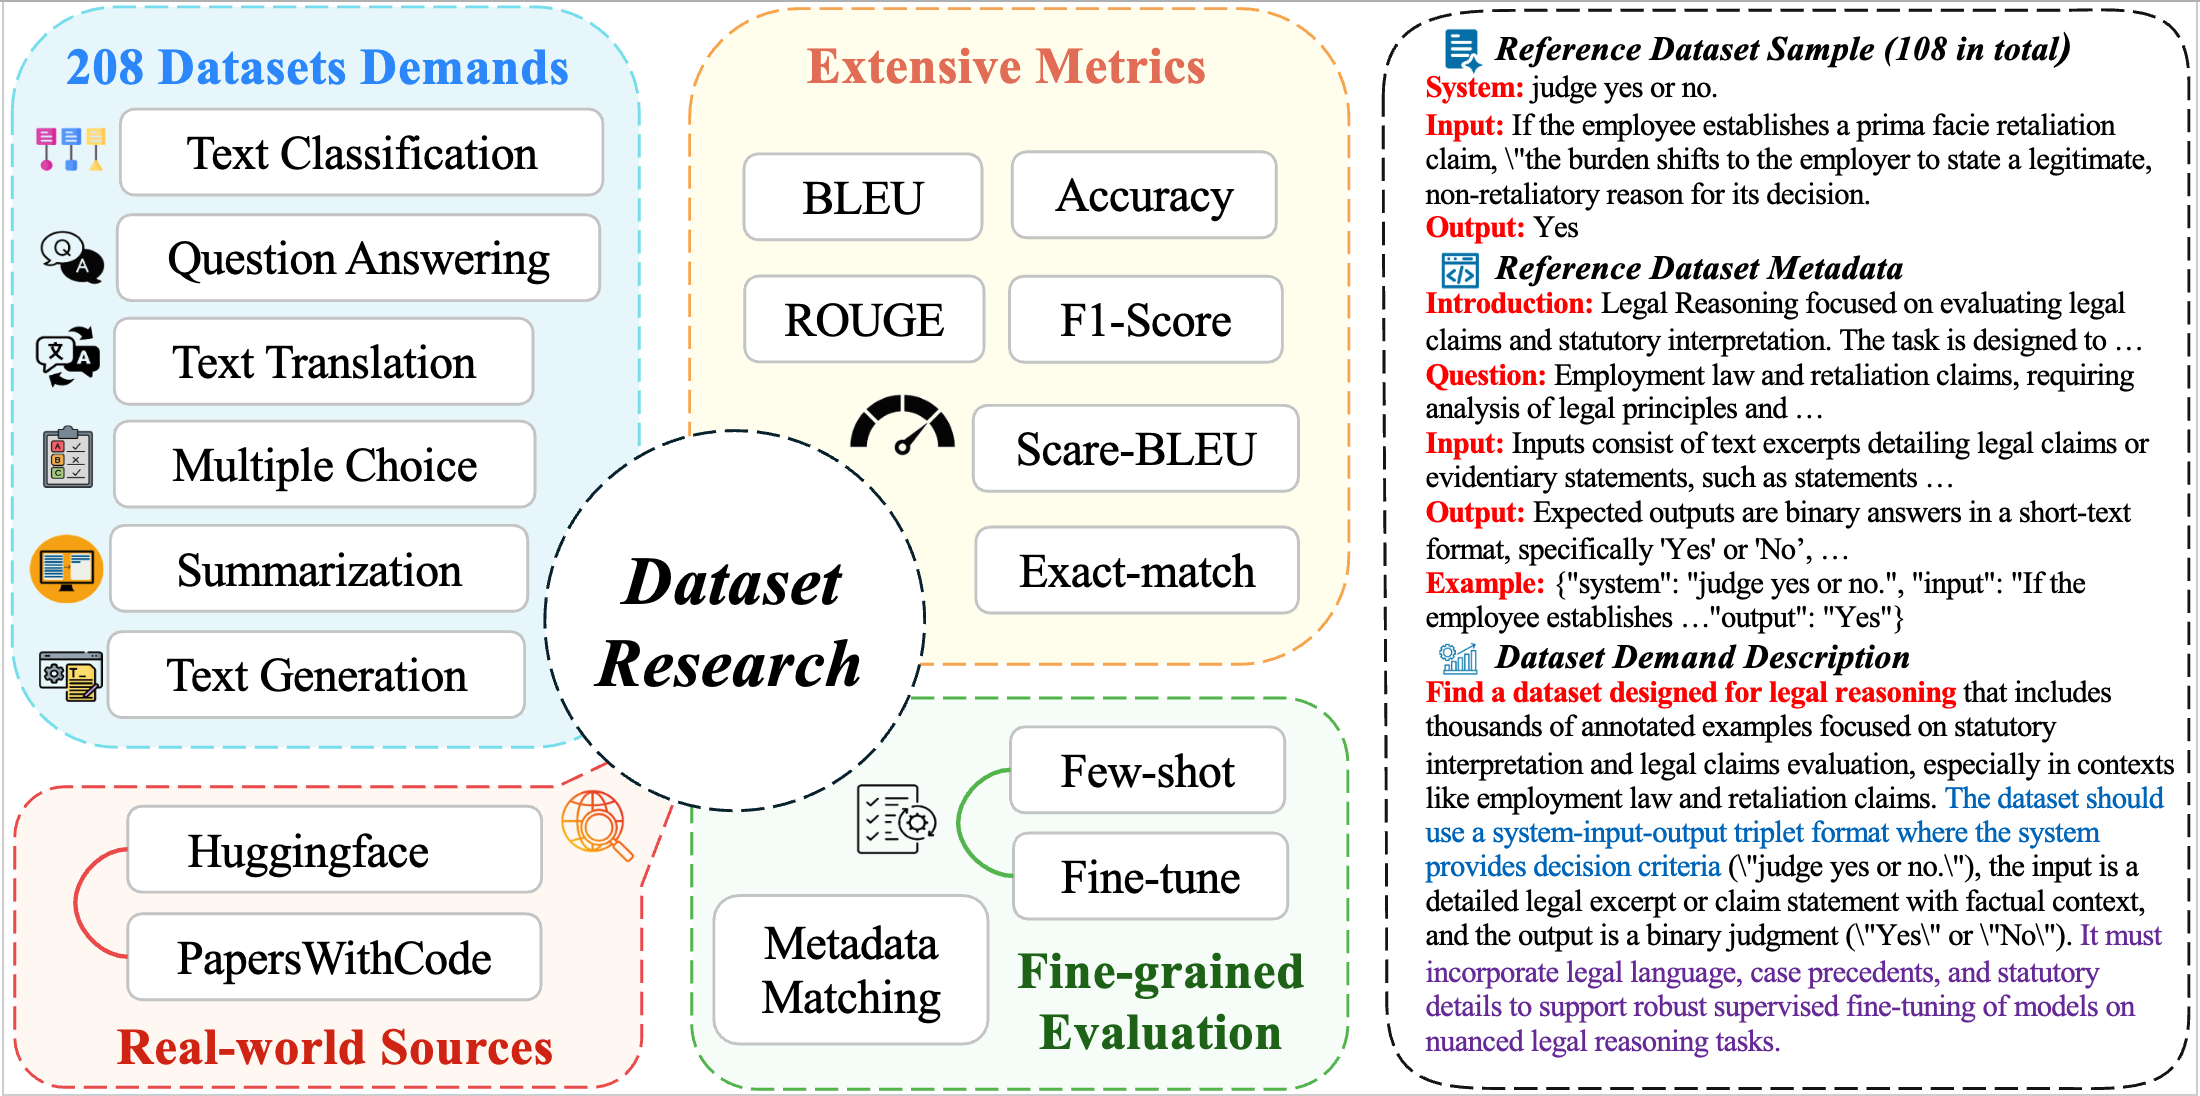 208 Datasets Demands
Text Classification
Question Answering
Text Translation
Multiple Choice
Summarization
Text Generation
Extensive Metrics
BLEU
Accuracy
ROUGE
F1-Score
Scare-BLEU
Exact-match
Dataset
Research
Huggingface
PapersWithCode
Real-world Sources
Few-shot
Fine-tune
Metadata
Matching
Fine-grained
Evaluation
Reference Dataset Sample (108 in total)
System: judge yes or no.
Input: If the employee establishes a prima facie retaliation
claim, \"the burden shifts to the employer to state a legitimate,
non-retaliatory reason for its decision.
Output: Yes
Reference Dataset Metadata
Introduction: Legal Reasoning focused on evaluating legal
claims and statutory interpretation. The task is designed to …
Question: Employment law and retaliation claims, requiring
analysis of legal principles and …
Input: Inputs consist of text excerpts detailing legal claims or
evidentiary statements, such as statements …
Output: Expected outputs are binary answers in a short-text
format, specifically 'Yes' or 'No’, …
Example: {"system": "judge yes or no.", "input": "If the
employee establishes …"output": "Yes"}
Dataset Demand Description
Find a dataset designed for legal reasoning that includes
thousands of annotated examples focused on statutory
interpretation and legal claims evaluation, especially in contexts
like employment law and retaliation claims. The dataset should
use a system-input-output triplet format where the system
provides decision criteria (\"judge yes or no.\"), the input is a
detailed legal excerpt or claim statement with factual context,
and the output is a binary judgment (\"Yes\" or \"No\"). It must
incorporate legal language, case precedents, and statutory
details to support robust supervised fine-tuning of models on
nuanced legal reasoning tasks.